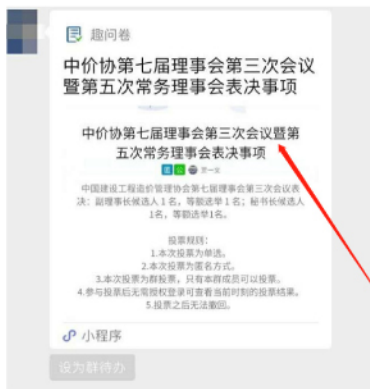 趣问卷
中价协第七届理事会第三次会议
暨第五次常务理事会表决事项
中价协第七届理事会第三次会议暨第
五次常务理事会表决事项
中国建设工程造价管理协会第七届理事会第三次会议表
决：副理事长候选人1名，等额选举1名；秘书长候选人
1名，等额选举1名。
投票规则：
1.本次投票为单选。
2.本次投票为匿名方式。
3.本次投票为群投票，只有本群成员可以投票。
4.参与投票后无需授权登录可查看当前时刻的投票结果。
5.投票之后无法撤回。
小程序
设为群待办